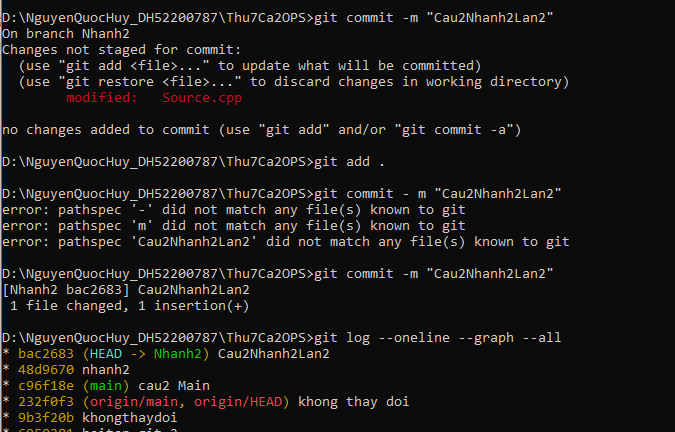 D:\NguyenQuocHuy_DH52200787\Thu7Ca2OPS>git commit -m "Cau2Nhanh2Lan2"
On branch Nhanh2
Changes not staged for commit:
  (use "git add <file>..." to update what will be committed)
  (use "git restore <file>..." to discard changes in working directory)
        modified:   Source.cpp

no changes added to commit (use "git add" and/or "git commit -a")

D:\NguyenQuocHuy_DH52200787\Thu7Ca2OPS>git add .

D:\NguyenQuocHuy_DH52200787\Thu7Ca2OPS>git commit - m "Cau2Nhanh2Lan2"
error: pathspec '-' did not match any file(s) known to git
error: pathspec 'm' did not match any file(s) known to git
error: pathspec 'Cau2Nhanh2Lan2' did not match any file(s) known to git

D:\NguyenQuocHuy_DH52200787\Thu7Ca2OPS>git commit -m "Cau2Nhanh2Lan2"
[Nhanh2 bac2683] Cau2Nhanh2Lan2
 1 file changed, 1 insertion(+)

D:\NguyenQuocHuy_DH52200787\Thu7Ca2OPS>git log --oneline --graph --all
* bac2683 (HEAD -> Nhanh2) Cau2Nhanh2Lan2
* 48d9670 nhanh2
* c96f18e (main) cau2 Main
* 232f0f3 (origin/main, origin/HEAD) khong thay doi
* 9b3f20b khongthaydoi